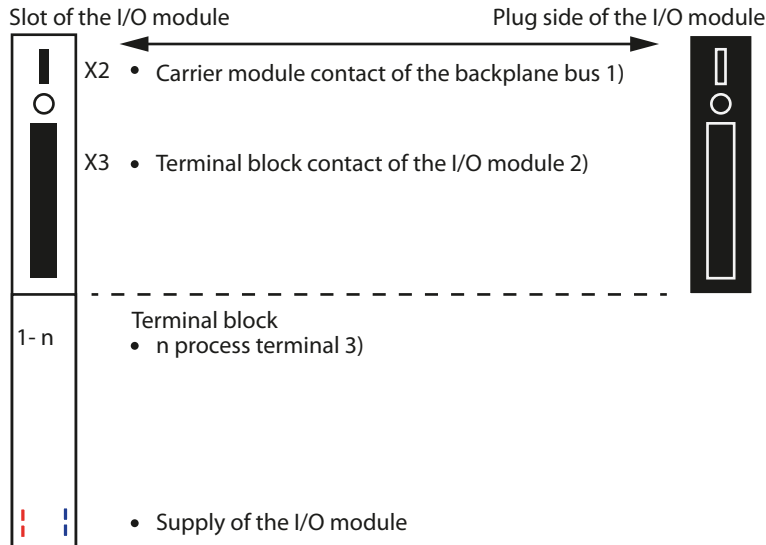 Slot of the I/O module
Plug side of the I/O module
X2 • Carrier module contact of the backplane bus 1)
X3 • Terminal block contact of the I/O module 2)
Terminal block
1- n
• n process terminal 3)
• Supply of the I/O module